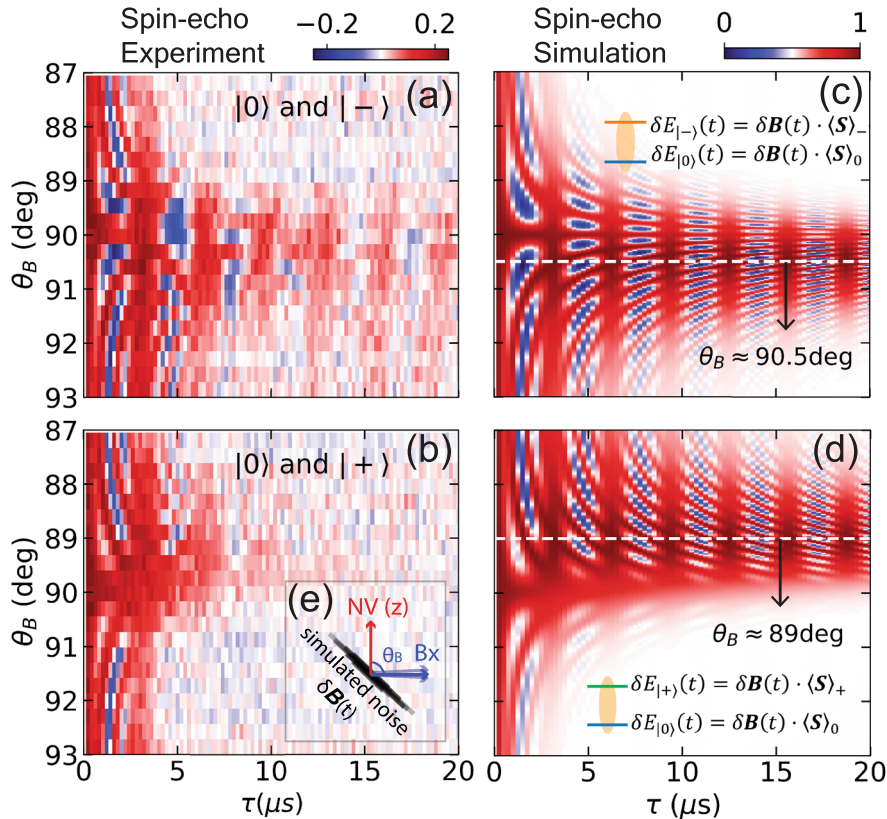 Spin-echo
Experiment
−0.2 0.2
Spin-echo
Simulation
0 1
(a)
|0⟩ and |−⟩
87
88
89
90
91
92
93
θB (deg)
(c)
δE|−⟩(t) = δB(t) · ⟨S⟩−
δE|0⟩(t) = δB(t) · ⟨S⟩0
θB ≈ 90.5deg
(b)
|0⟩ and |+⟩
87
88
89
90
91
92
93
θB (deg)
0 5 10 15 20
τ(μs)
(e)
NV (z)
θB Bx
simulated noise
δB(t)
(d)
θB ≈ 89deg
δE|+⟩(t) = δB(t) · ⟨S⟩+
δE|0⟩(t) = δB(t) · ⟨S⟩0
0 5 10 15 20
τ (μs)